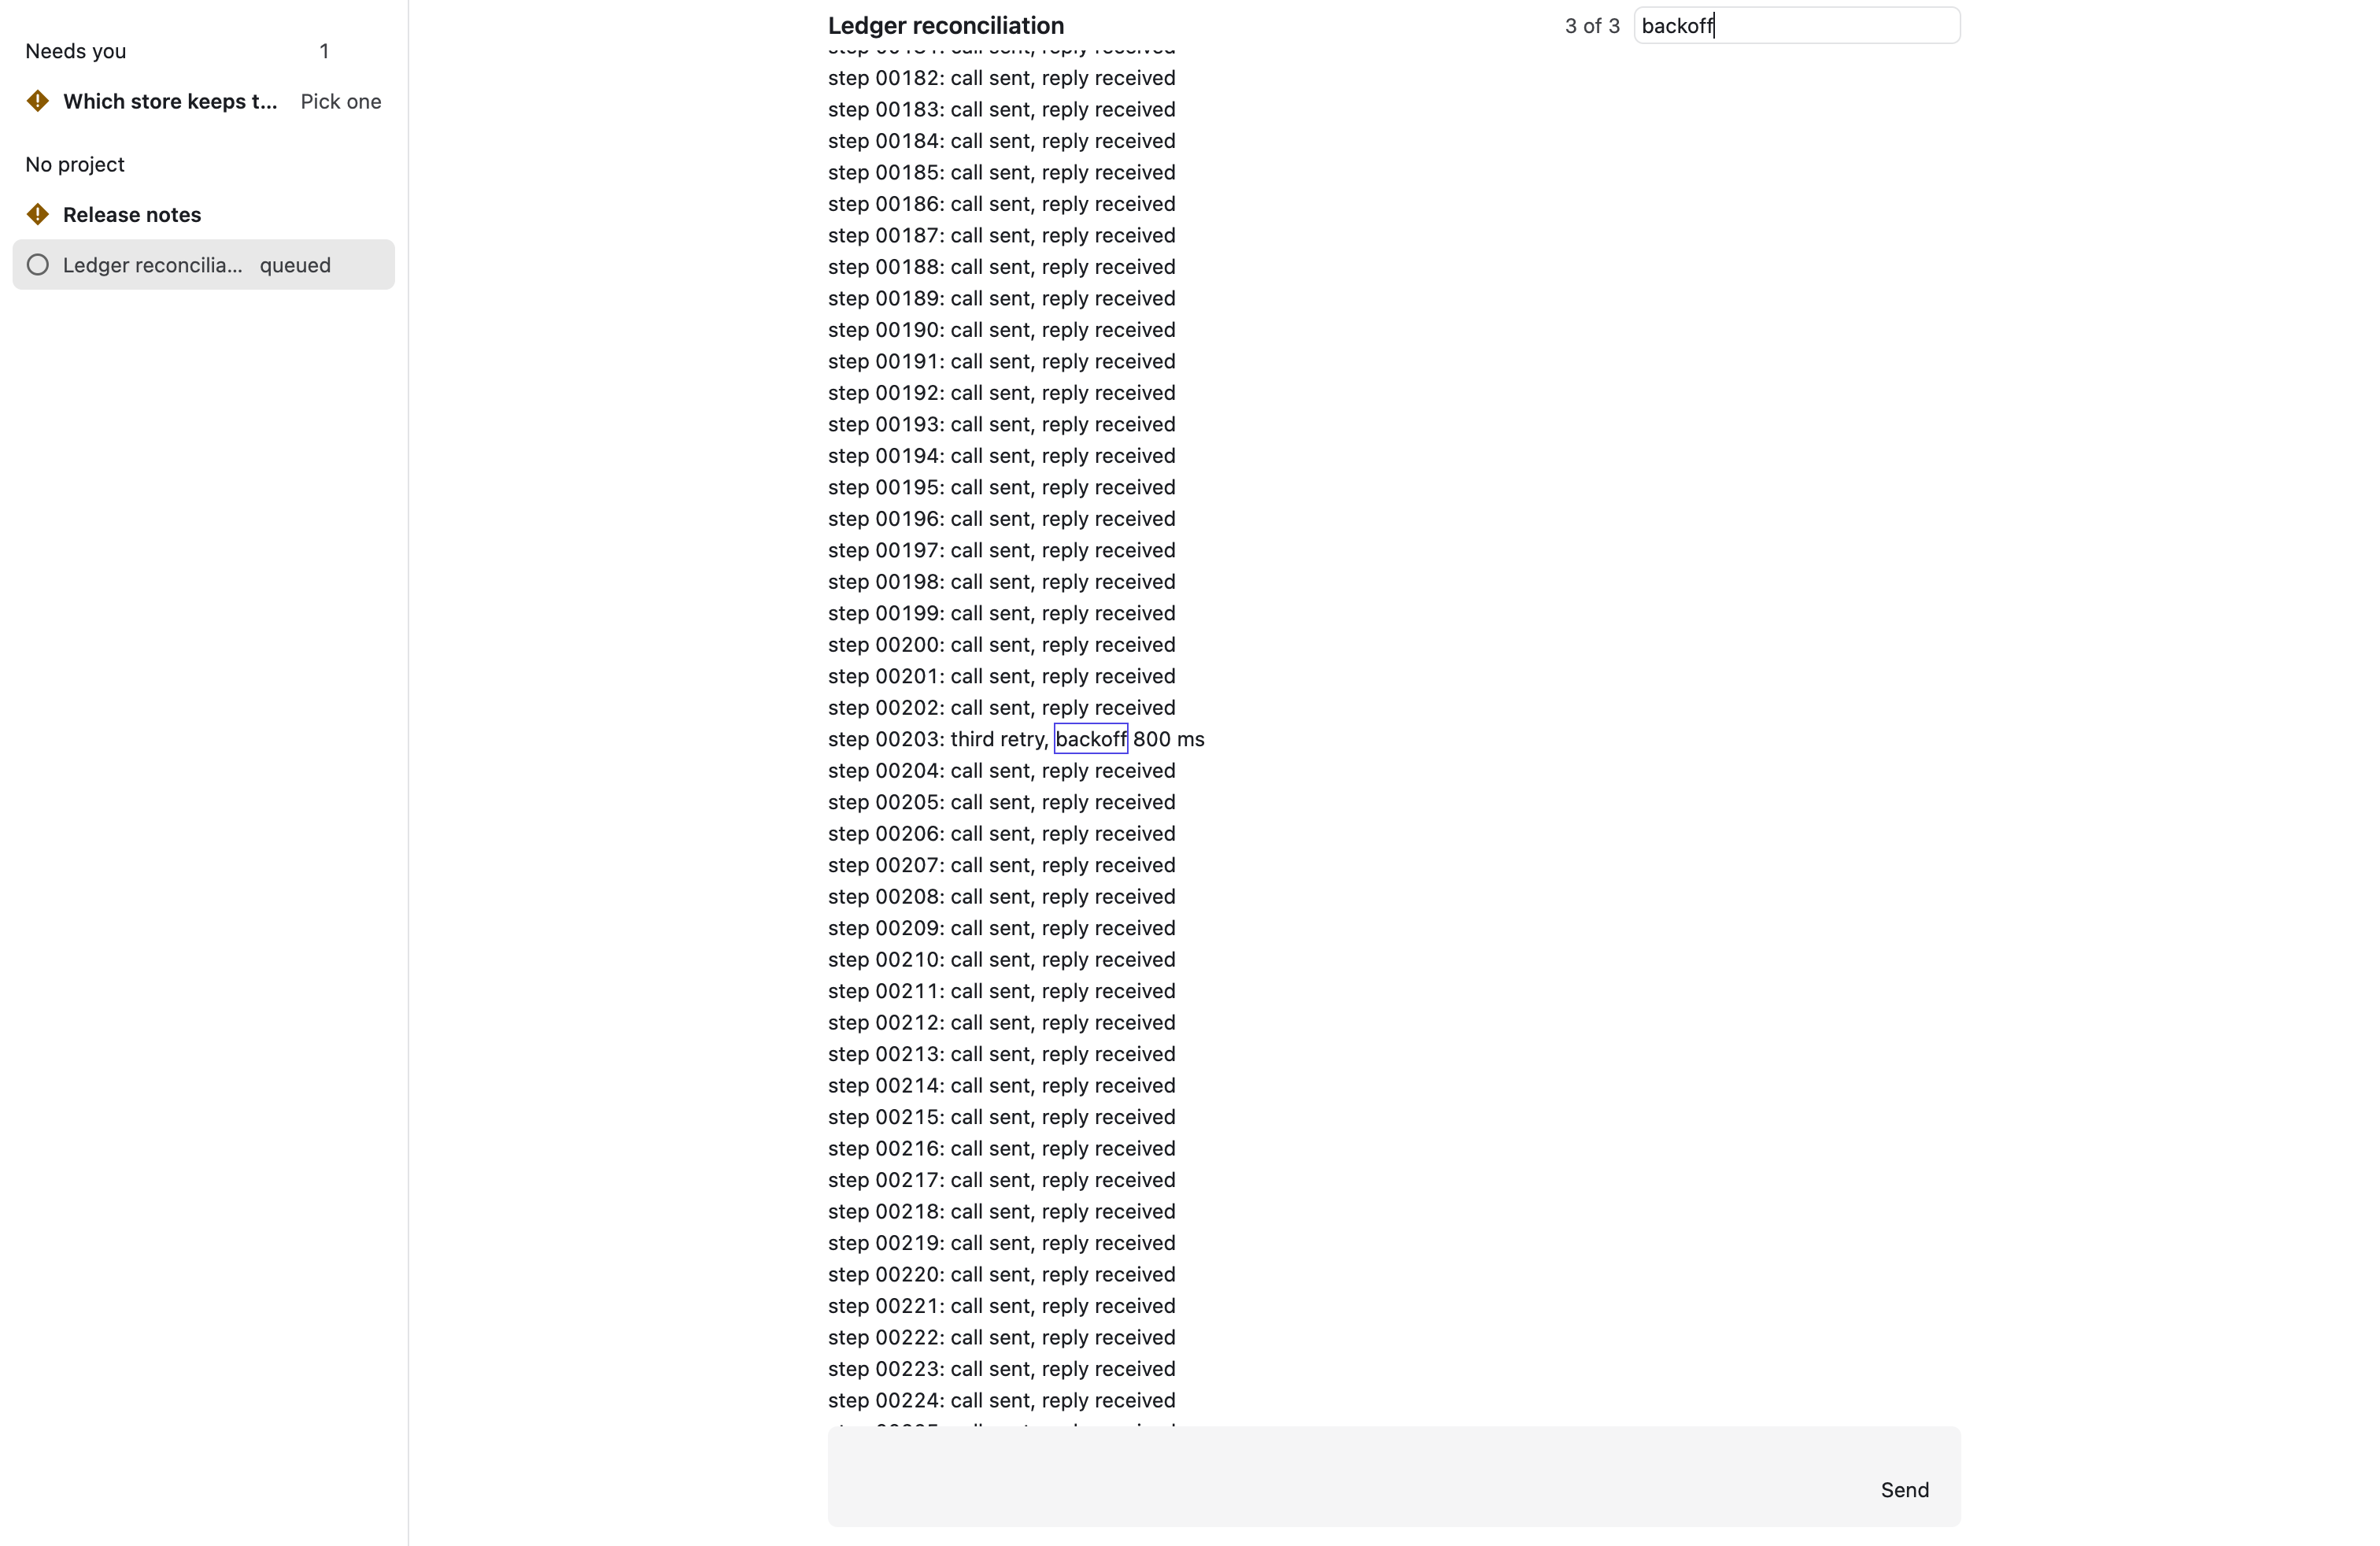 Needs you 1
Which store keeps t... Pick one
No project
Release notes
Ledger reconcilia... queued
Ledger reconciliation 3 of 3 backoff
step 00182: call sent, reply received
step 00183: call sent, reply received
step 00184: call sent, reply received
step 00185: call sent, reply received
step 00186: call sent, reply received
step 00187: call sent, reply received
step 00188: call sent, reply received
step 00189: call sent, reply received
step 00190: call sent, reply received
step 00191: call sent, reply received
step 00192: call sent, reply received
step 00193: call sent, reply received
step 00194: call sent, reply received
step 00195: call sent, reply received
step 00196: call sent, reply received
step 00197: call sent, reply received
step 00198: call sent, reply received
step 00199: call sent, reply received
step 00200: call sent, reply received
step 00201: call sent, reply received
step 00202: call sent, reply received
step 00203: third retry, backoff 800 ms
step 00204: call sent, reply received
step 00205: call sent, reply received
step 00206: call sent, reply received
step 00207: call sent, reply received
step 00208: call sent, reply received
step 00209: call sent, reply received
step 00210: call sent, reply received
step 00211: call sent, reply received
step 00212: call sent, reply received
step 00213: call sent, reply received
step 00214: call sent, reply received
step 00215: call sent, reply received
step 00216: call sent, reply received
step 00217: call sent, reply received
step 00218: call sent, reply received
step 00219: call sent, reply received
step 00220: call sent, reply received
step 00221: call sent, reply received
step 00222: call sent, reply received
step 00223: call sent, reply received
step 00224: call sent, reply received
Send